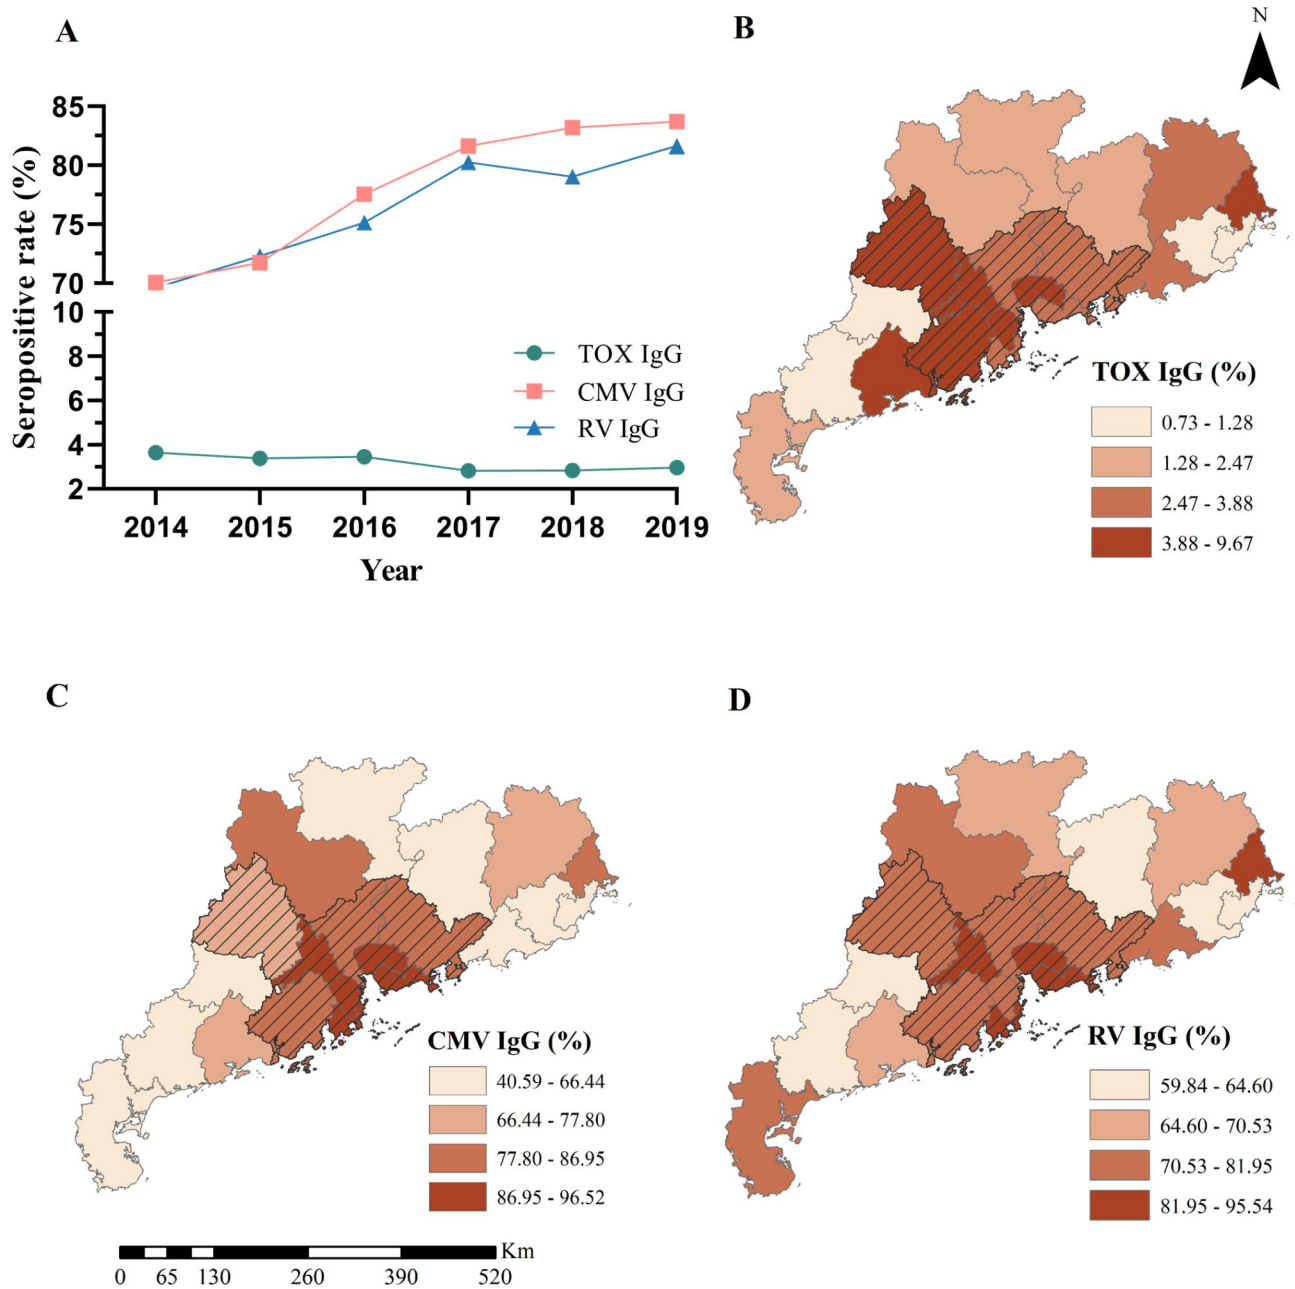 A
Seropositive rate (%)
85
80
75
70
10
8
6
4
2
TOX IgG
CMV IgG
RV IgG
2014 2015 2016 2017 2018 2019
Year
B
N
TOX IgG (%)
0.73 - 1.28
1.28 - 2.47
2.47 - 3.88
3.88 - 9.67
C
CMV IgG (%)
40.59 - 66.44
66.44 - 77.80
77.80 - 86.95
86.95 - 96.52
Km
0 65 130 260 390 520
D
RV IgG (%)
59.84 - 64.60
64.60 - 70.53
70.53 - 81.95
81.95 - 95.54